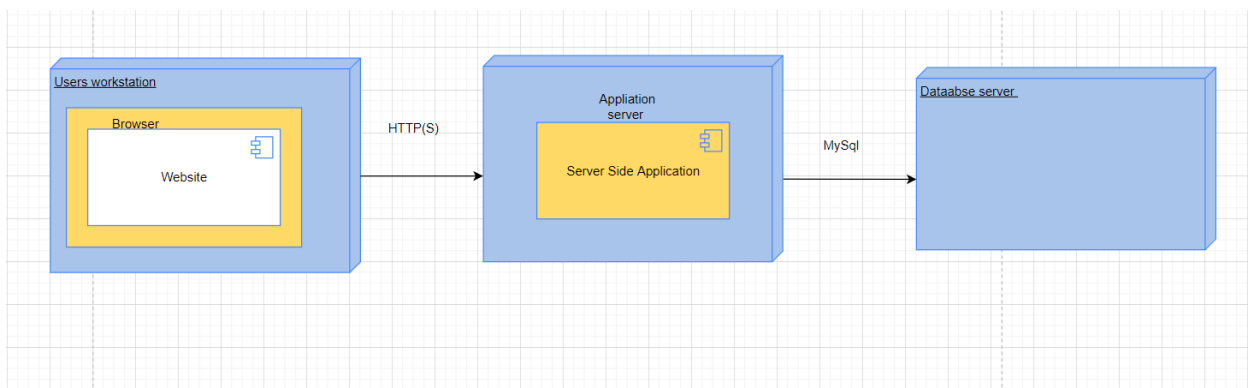 Users workstation
Browser
Website
HTTP(S)
Appliation
server
Server Side Application
MySql
Dataabse server